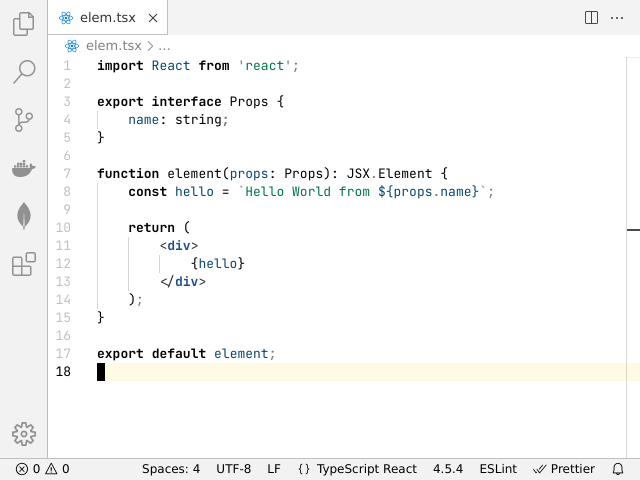 elem.tsx
elem.tsx > ...
1 import React from 'react';
2
3 export interface Props {
4     name: string;
5 }
6
7 function element(props: Props): JSX.Element {
8     const hello = `Hello World from ${props.name}`;
9
10     return (
11         <div>
12             {hello}
13         </div>
14     );
15 }
16
17 export default element;
18
0 0 Spaces: 4 UTF-8 LF {} TypeScript React 4.5.4 ESLint Prettier